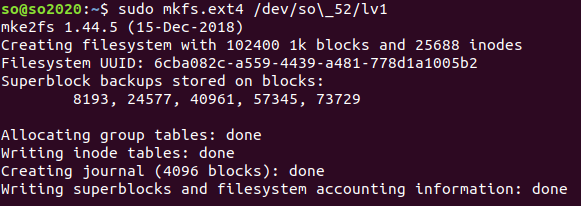 so@so2020:~$ sudo mkfs.ext4 /dev/so\_52/lv1
mke2fs 1.44.5 (15-Dec-2018)
Creating filesystem with 102400 1k blocks and 25688 inodes
Filesystem UUID: 6cba082c-a559-4439-a481-778d1a1005b2
Superblock backups stored on blocks:
        8193, 24577, 40961, 57345, 73729

Allocating group tables: done
Writing inode tables: done
Creating journal (4096 blocks): done
Writing superblocks and filesystem accounting information: done